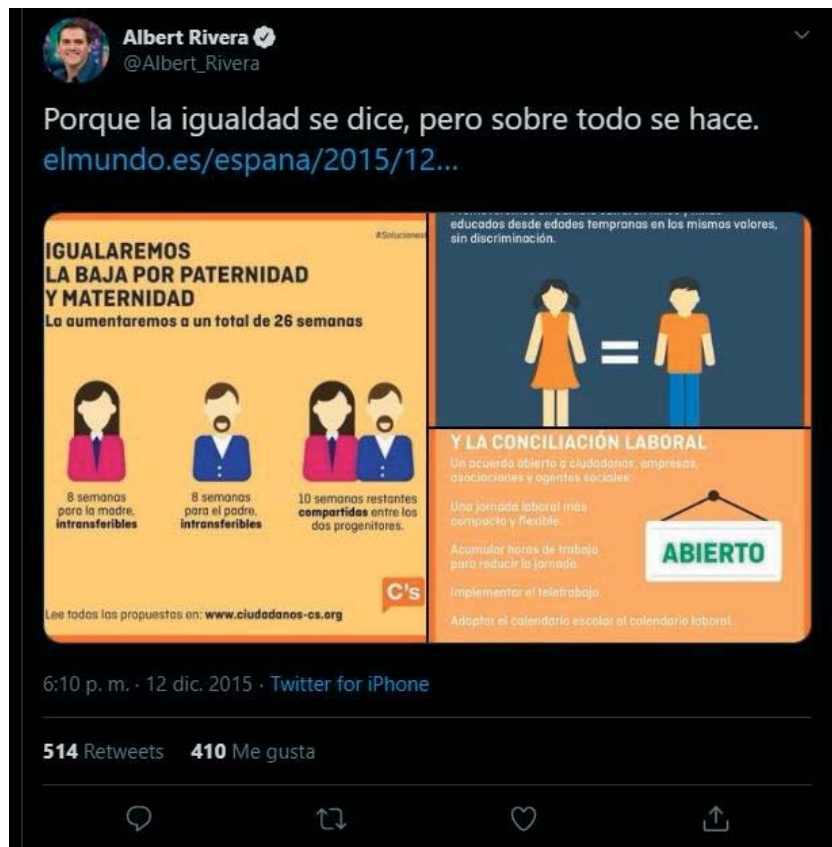 Albert Rivera
@Albert_Rivera
Porque la igualdad se dice, pero sobre todo se hace.
elmundo.es/espana/2015/12...
#Soluciones
IGUALAREMOS
LA BAJA POR PATERNIDAD
Y MATERNIDAD
La aumentaremos a un total de 26 semanas
8 semanas
para la madre,
intransferibles
8 semanas
para el padre,
intransferibles
10 semanas restantes
compartidas entre los
dos progenitores.
C's
Lee todas las propuestas en: www.ciudadanos-cs.org
educados desde edades tempranas en los mismos valores,
sin discriminación.
=
Y LA CONCILIACIÓN LABORAL
Un acuerdo abierto a ciudadanos, empresas,
asociaciones y agentes sociales:
Una jornada laboral más
compacta y flexible.
Acumular horas de trabajo
para reducir la jornada.
Implementar el teletrabajo.
Adaptar el calendario escolar al calendario laboral.
ABIERTO
6:10 p. m. · 12 dic. 2015 · Twitter for iPhone
514 Retweets 410 Me gusta